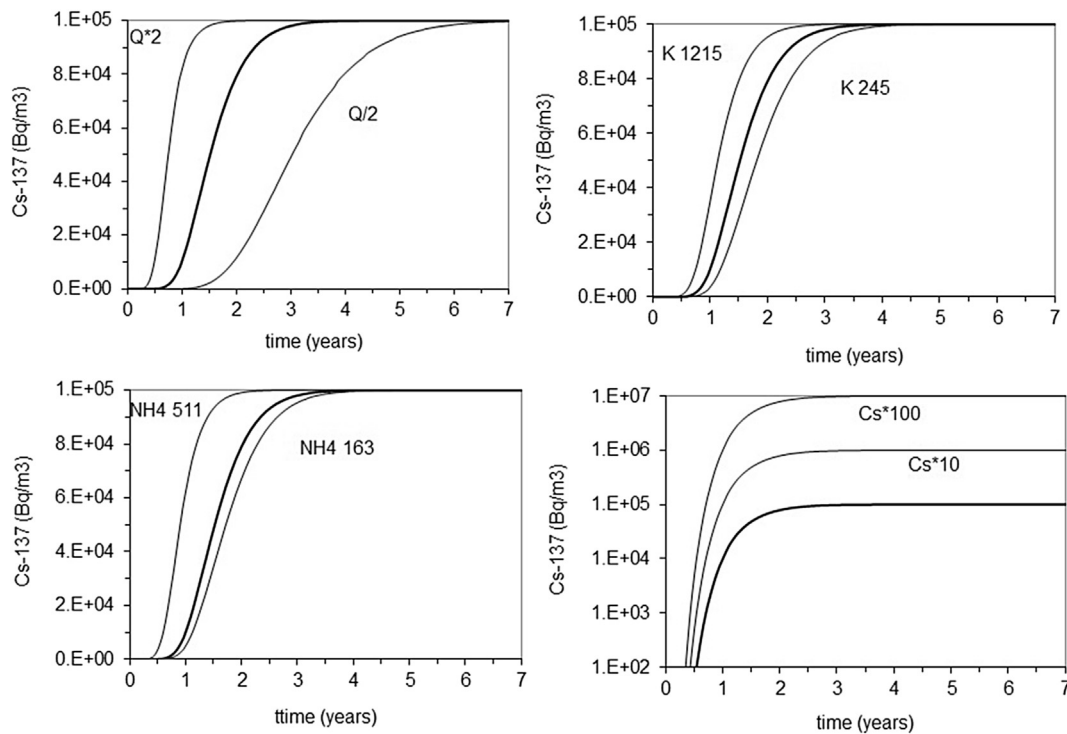 1.E+05
8.E+04
6.E+04
4.E+04
2.E+04
0.E+00
Cs-137 (Bq/m3)
Q*2
Q/2
0 1 2 3 4 5 6 7
time (years)
1.E+05
8.E+04
6.E+04
4.E+04
2.E+04
0.E+00
Cs-137 (Bq/m3)
K 1215
K 245
0 1 2 3 4 5 6 7
time (years)
1.E+05
8.E+04
6.E+04
4.E+04
2.E+04
0.E+00
Cs-137 (Bq/m3)
NH4 511
NH4 163
0 1 2 3 4 5 6 7
ttime (years)
1.E+07
1.E+06
1.E+05
1.E+04
1.E+03
1.E+02
Cs-137 (Bq/m3)
Cs*100
Cs*10
0 1 2 3 4 5 6 7
time (years)